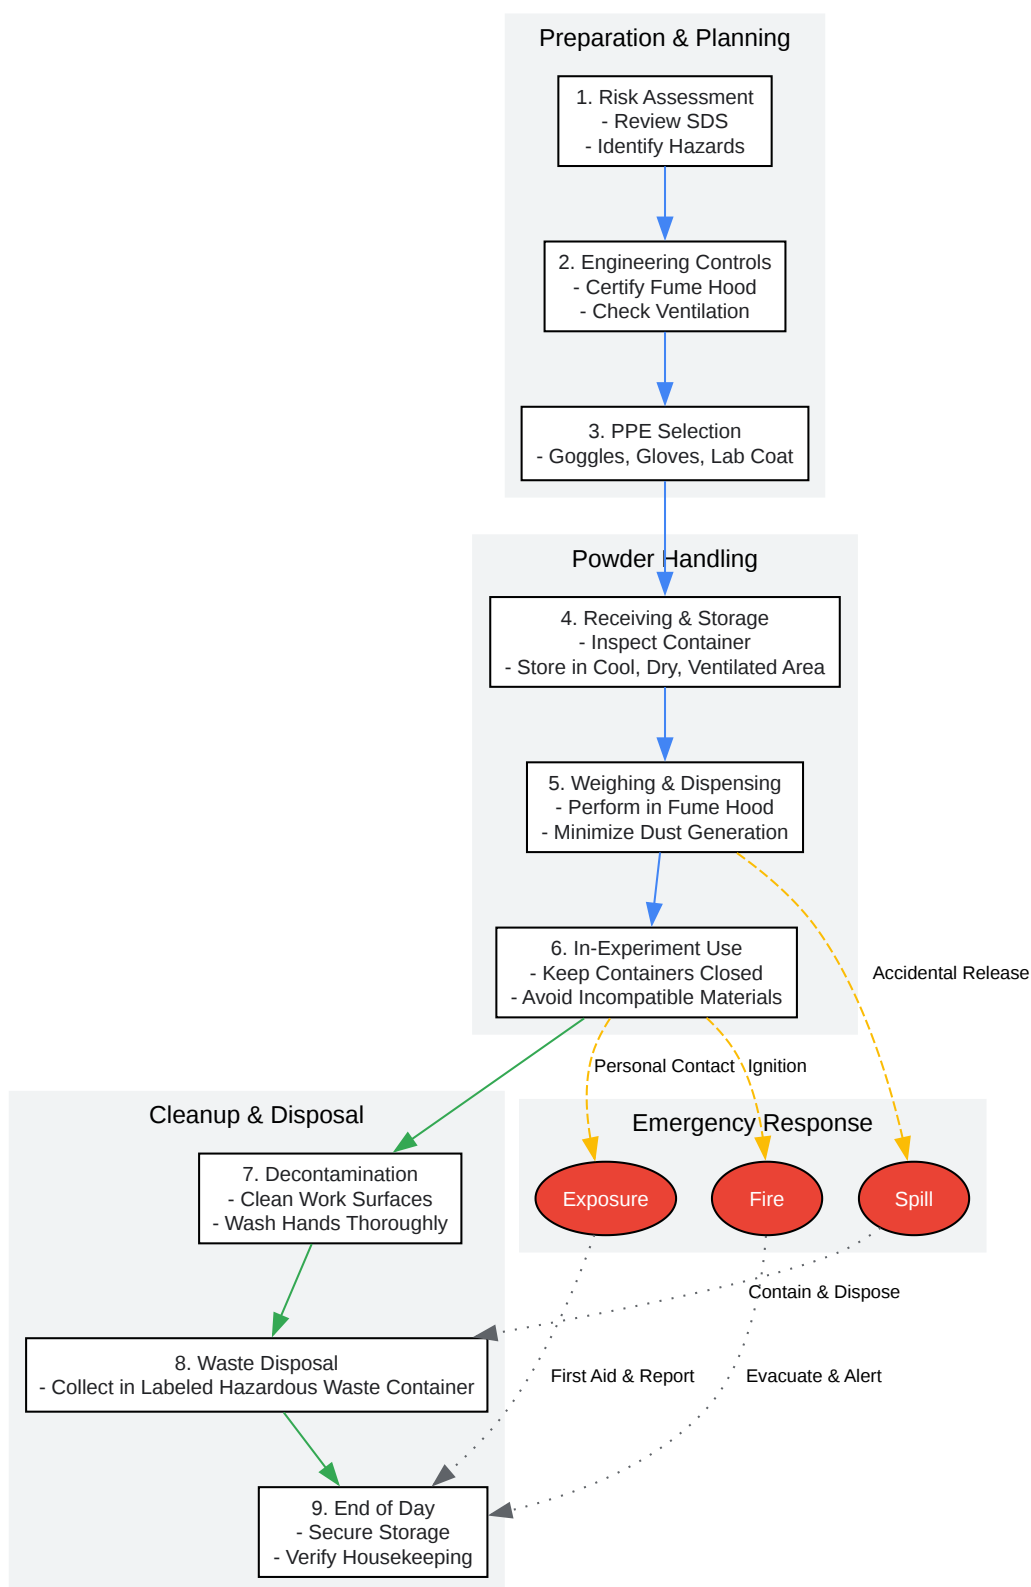 Preparation & Planning
1. Risk Assessment
- Review SDS
- Identify Hazards
2. Engineering Controls
- Certify Fume Hood
- Check Ventilation
3. PPE Selection
- Goggles, Gloves, Lab Coat
Powder Handling
4. Receiving & Storage
- Inspect Container
- Store in Cool, Dry, Ventilated Area
5. Weighing & Dispensing
- Perform in Fume Hood
- Minimize Dust Generation
6. In-Experiment Use
- Keep Containers Closed
- Avoid Incompatible Materials
Accidental Release
Personal Contact
Ignition
Cleanup & Disposal
7. Decontamination
- Clean Work Surfaces
- Wash Hands Thoroughly
Emergency Response
Exposure
Fire
Spill
Contain & Dispose
8. Waste Disposal
- Collect in Labeled Hazardous Waste Container
First Aid & Report
Evacuate & Alert
9. End of Day
- Secure Storage
- Verify Housekeeping